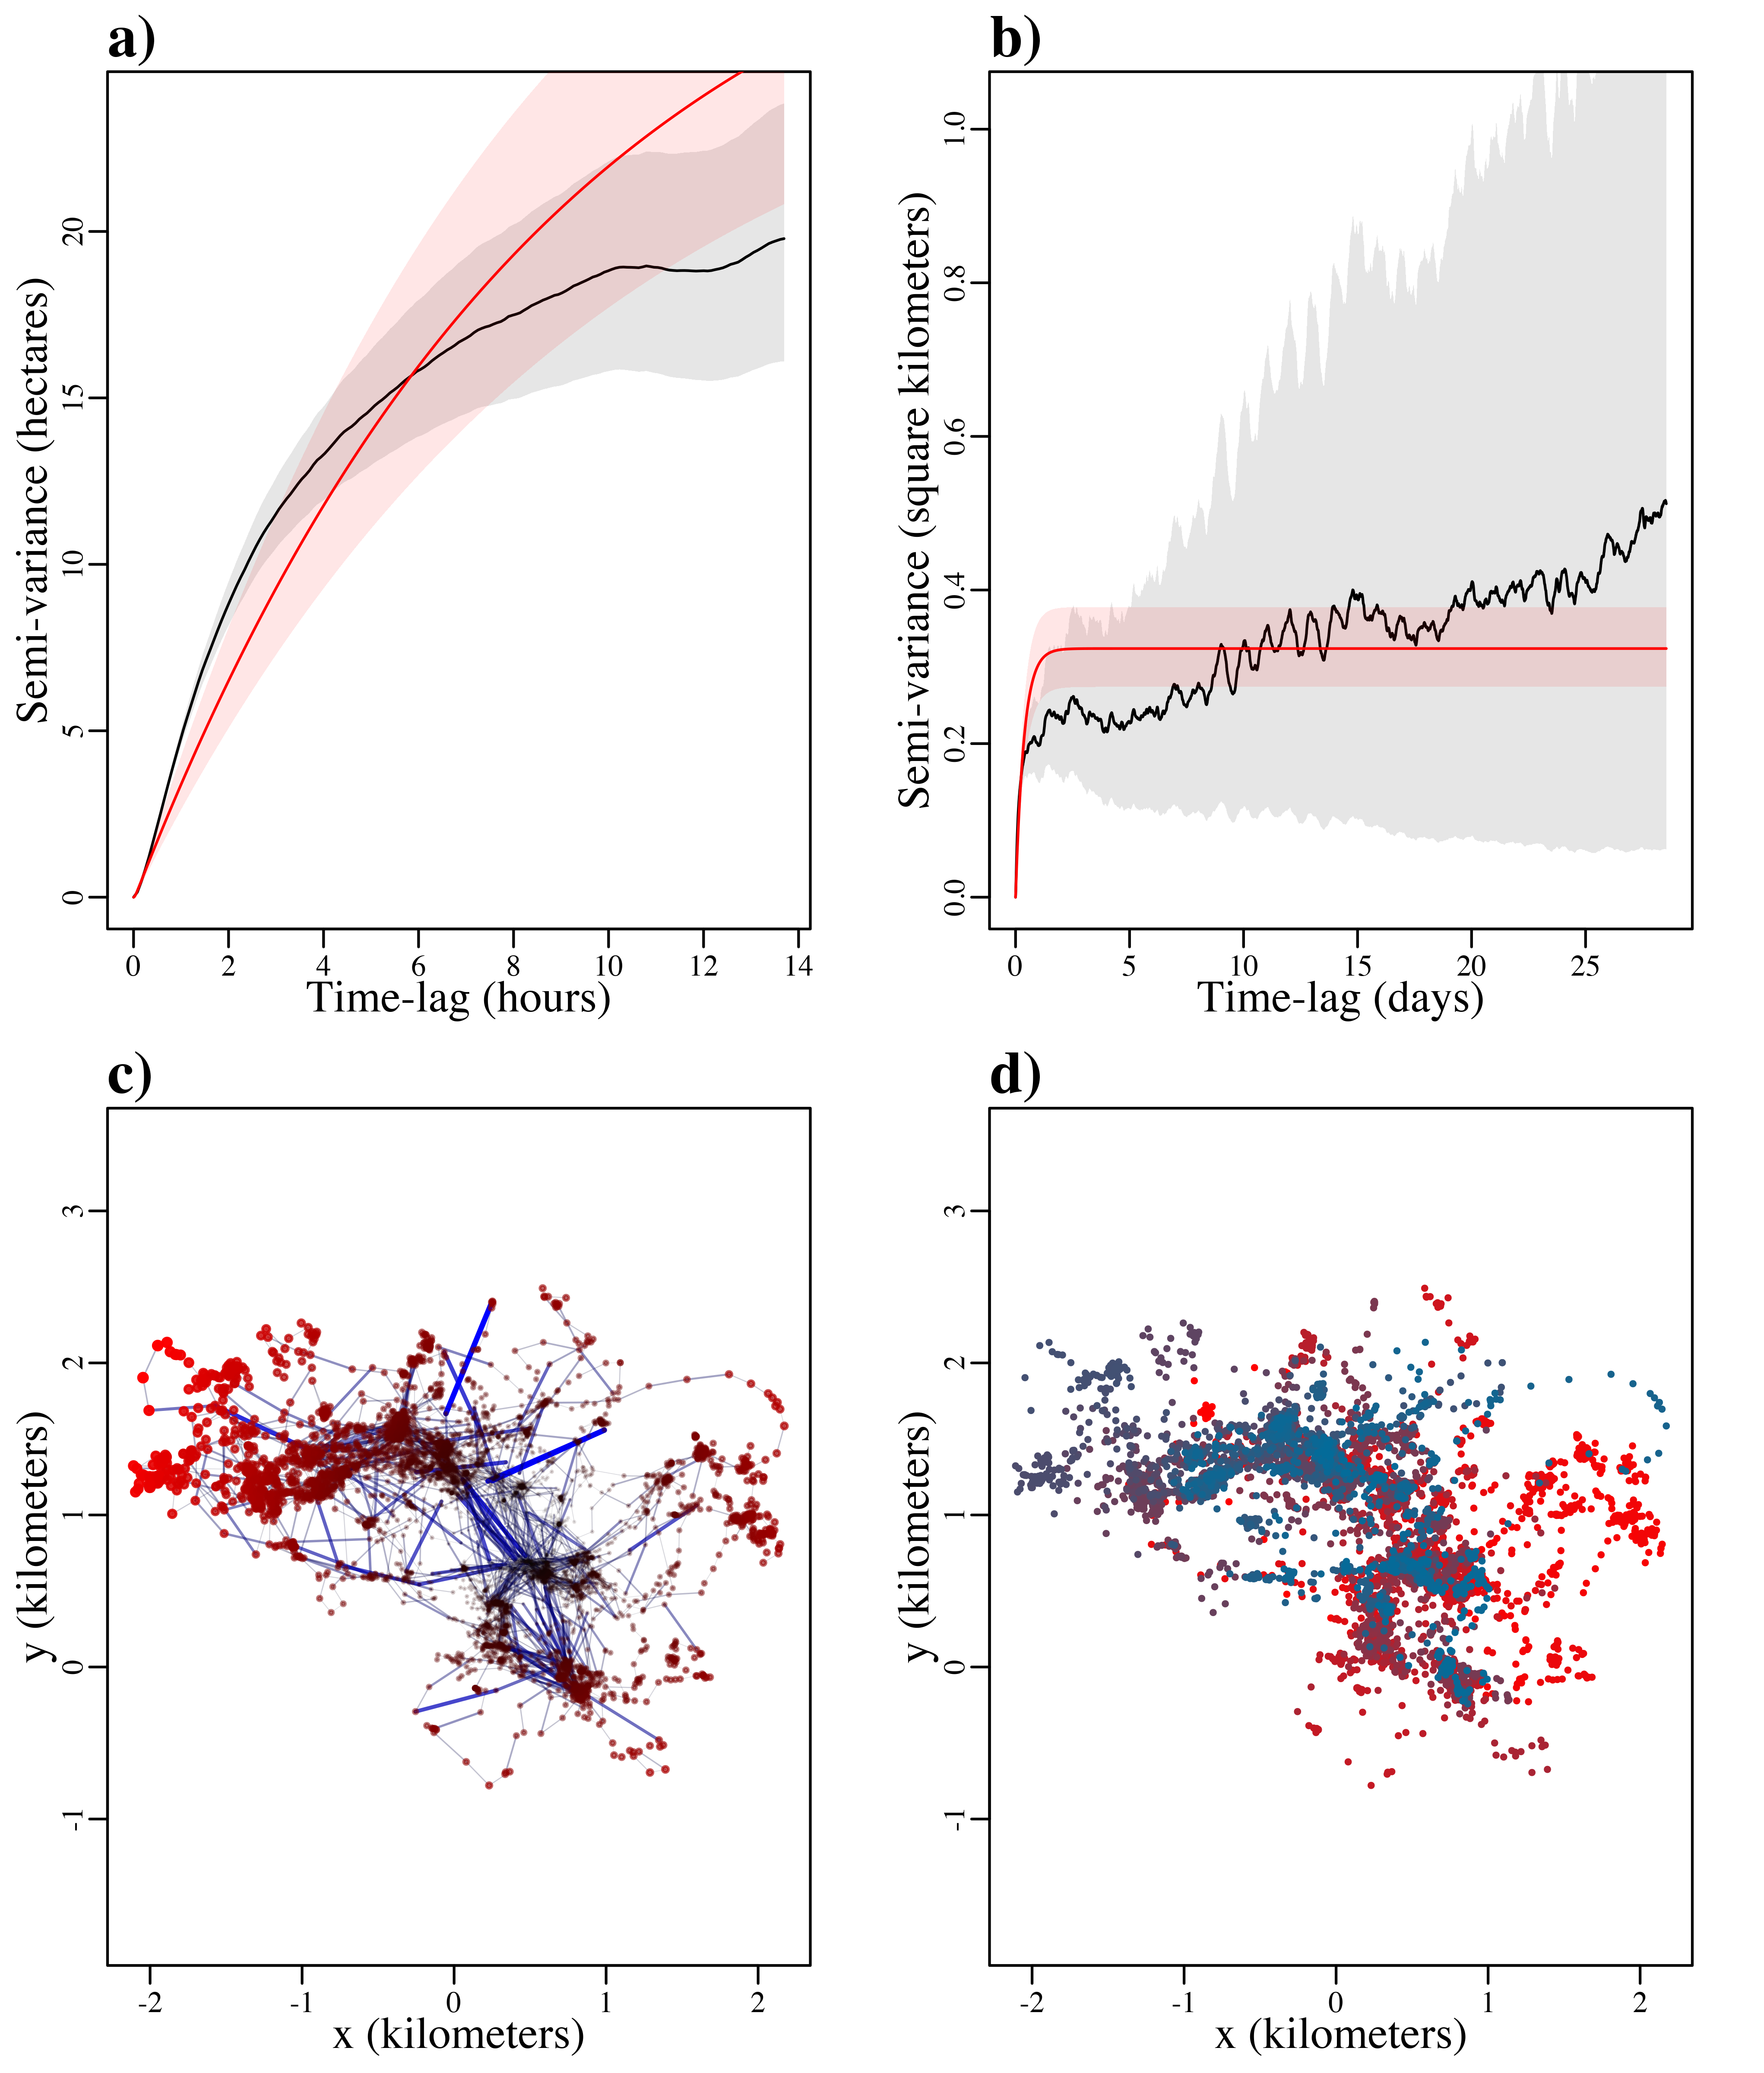 a)
Semi-variance (hectares)
20
15
10
5
0
0 2 4 6 8 10 12 14
Time-lag (hours)
b)
Semi-variance (square kilometers)
1.0
0.8
0.6
0.4
0.2
0.0
0 5 10 15 20 25
Time-lag (days)
c)
y (kilometers)
3
2
1
0
-1
-2 -1 0 1 2
x (kilometers)
d)
y (kilometers)
3
2
1
0
-1
-2 -1 0 1 2
x (kilometers)